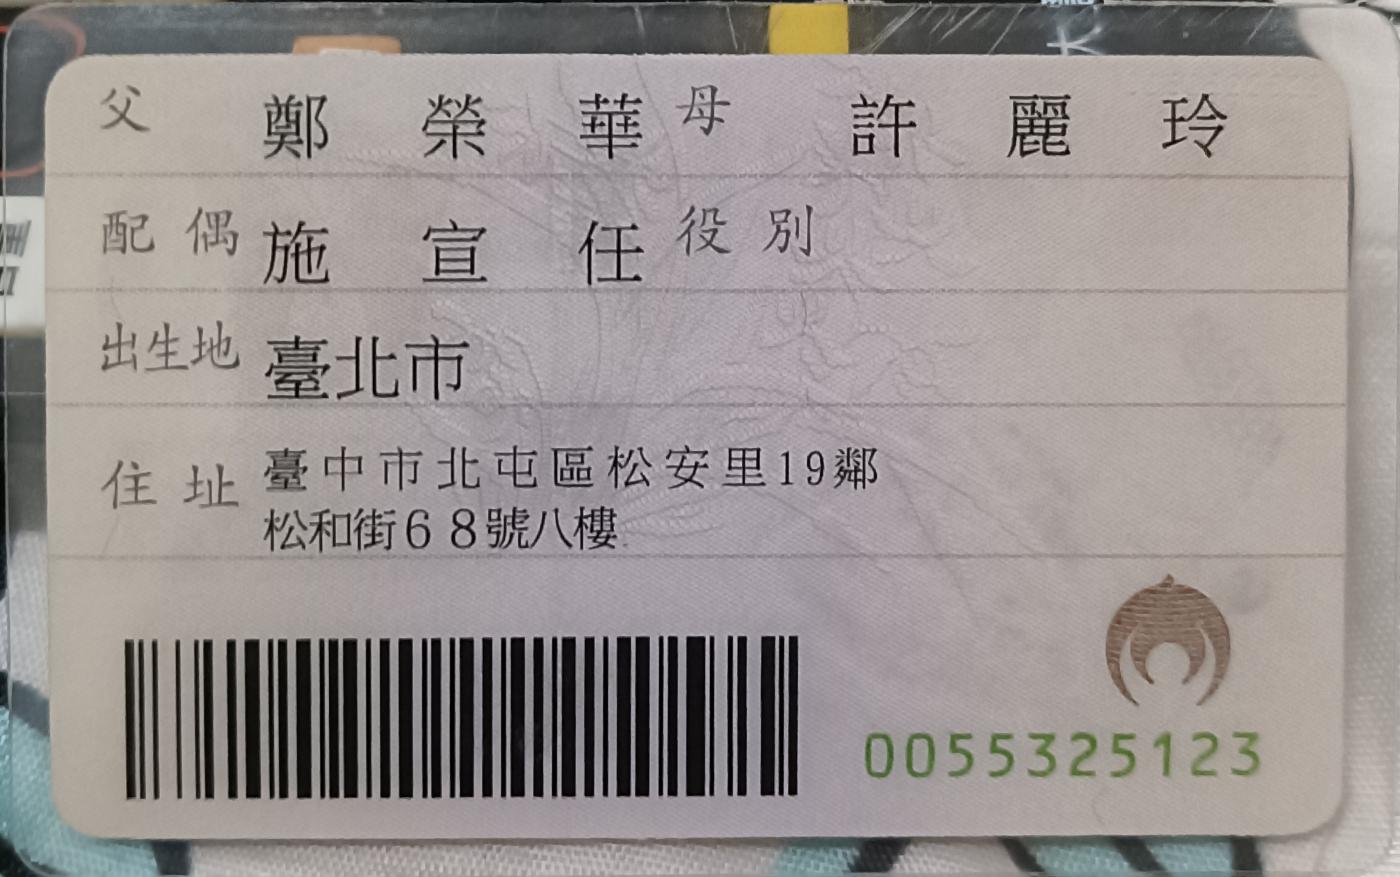 父 鄭榮華 母 許麗玲
配偶 施宣任 役別
出生地 臺北市
住址 臺中市北屯區松安里19鄰
松和街68號八樓
0055325123